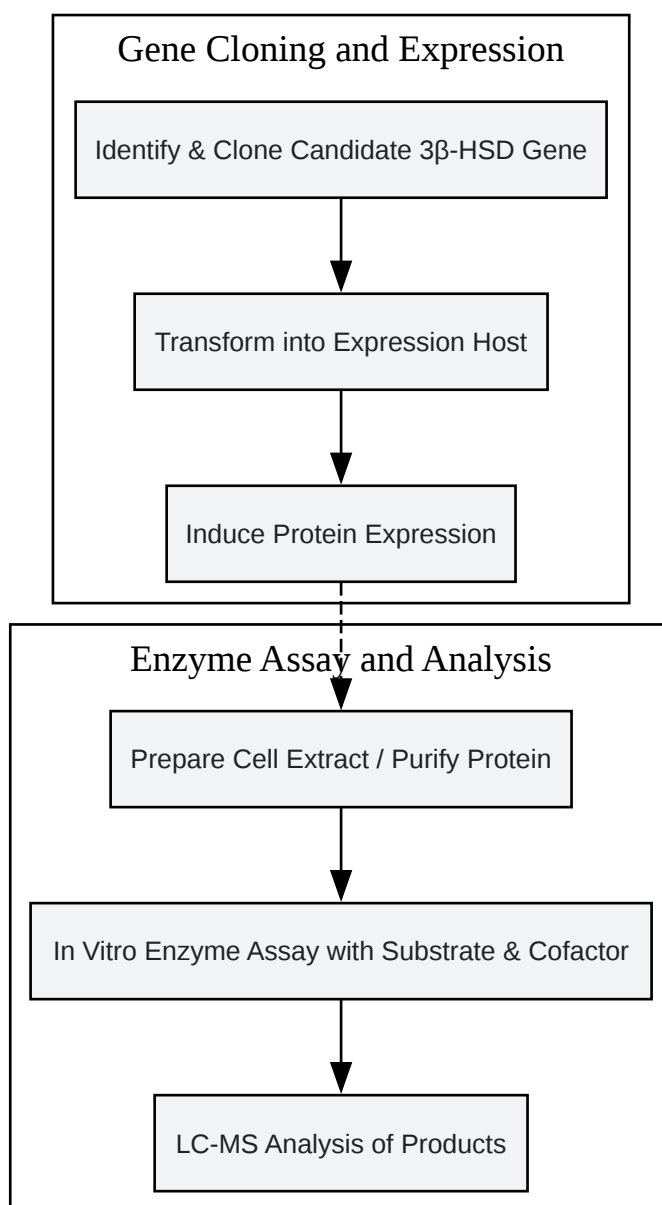 Gene Cloning and Expression
Identify & Clone Candidate 3β-HSD Gene
Transform into Expression Host
Induce Protein Expression
Enzyme Assay and Analysis
Prepare Cell Extract / Purify Protein
In Vitro Enzyme Assay with Substrate & Cofactor
LC-MS Analysis of Products